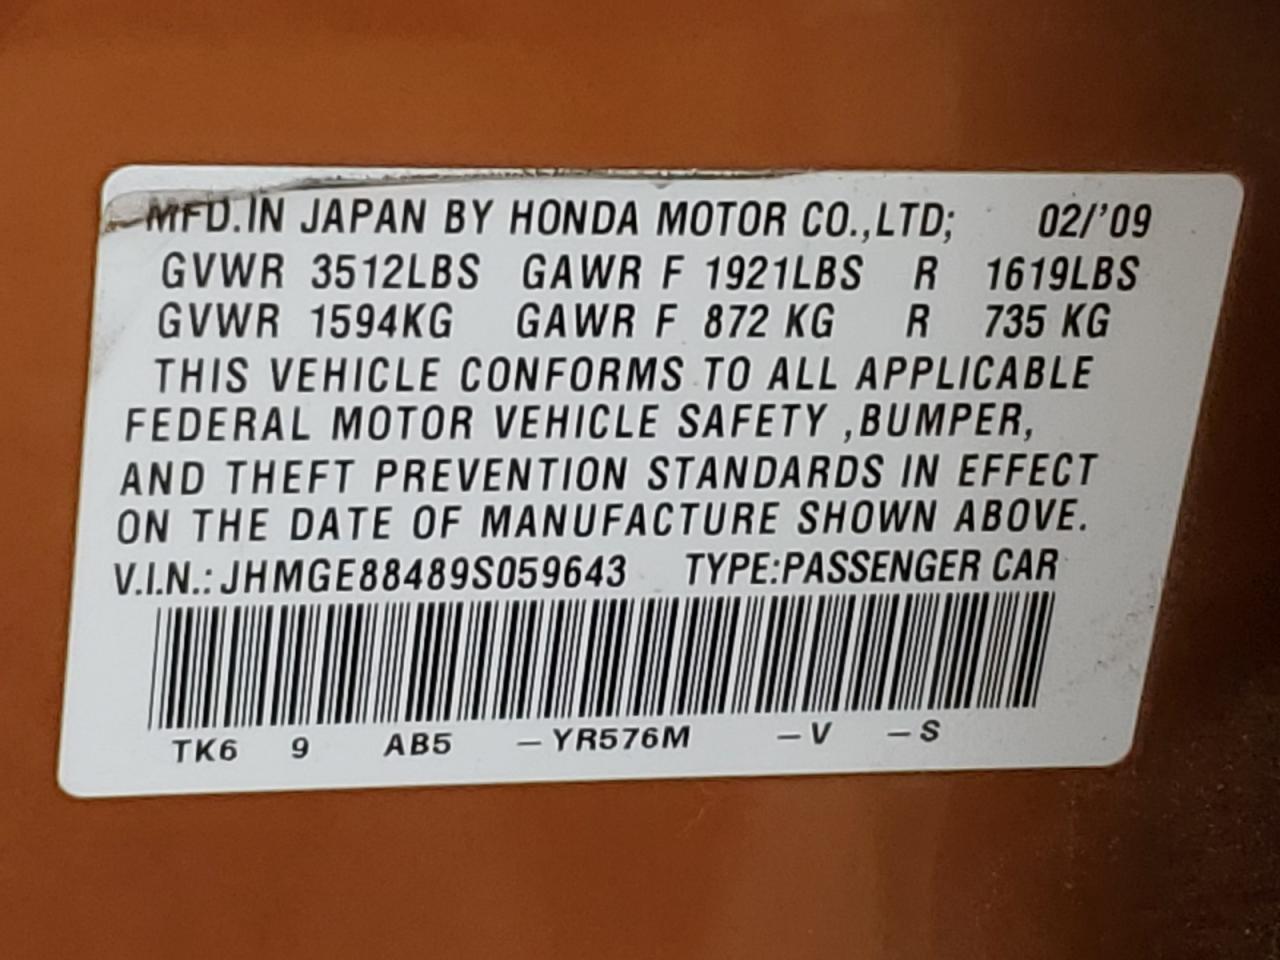 MFD. IN JAPAN BY HONDA MOTOR CO.,LTD; 02/'09
GVWR 3512LBS GAWR F 1921LBS R 1619LBS
GVWR 1594KG GAWR F 872 KG R 735 KG
THIS VEHICLE CONFORMS TO ALL APPLICABLE
FEDERAL MOTOR VEHICLE SAFETY ,BUMPER,
AND THEFT PREVENTION STANDARDS IN EFFECT
ON THE DATE OF MANUFACTURE SHOWN ABOVE.
V.I.N.: JHMGE88489S059643 TYPE:PASSENGER CAR
TK6 9 AB5 – YR576M – V – S